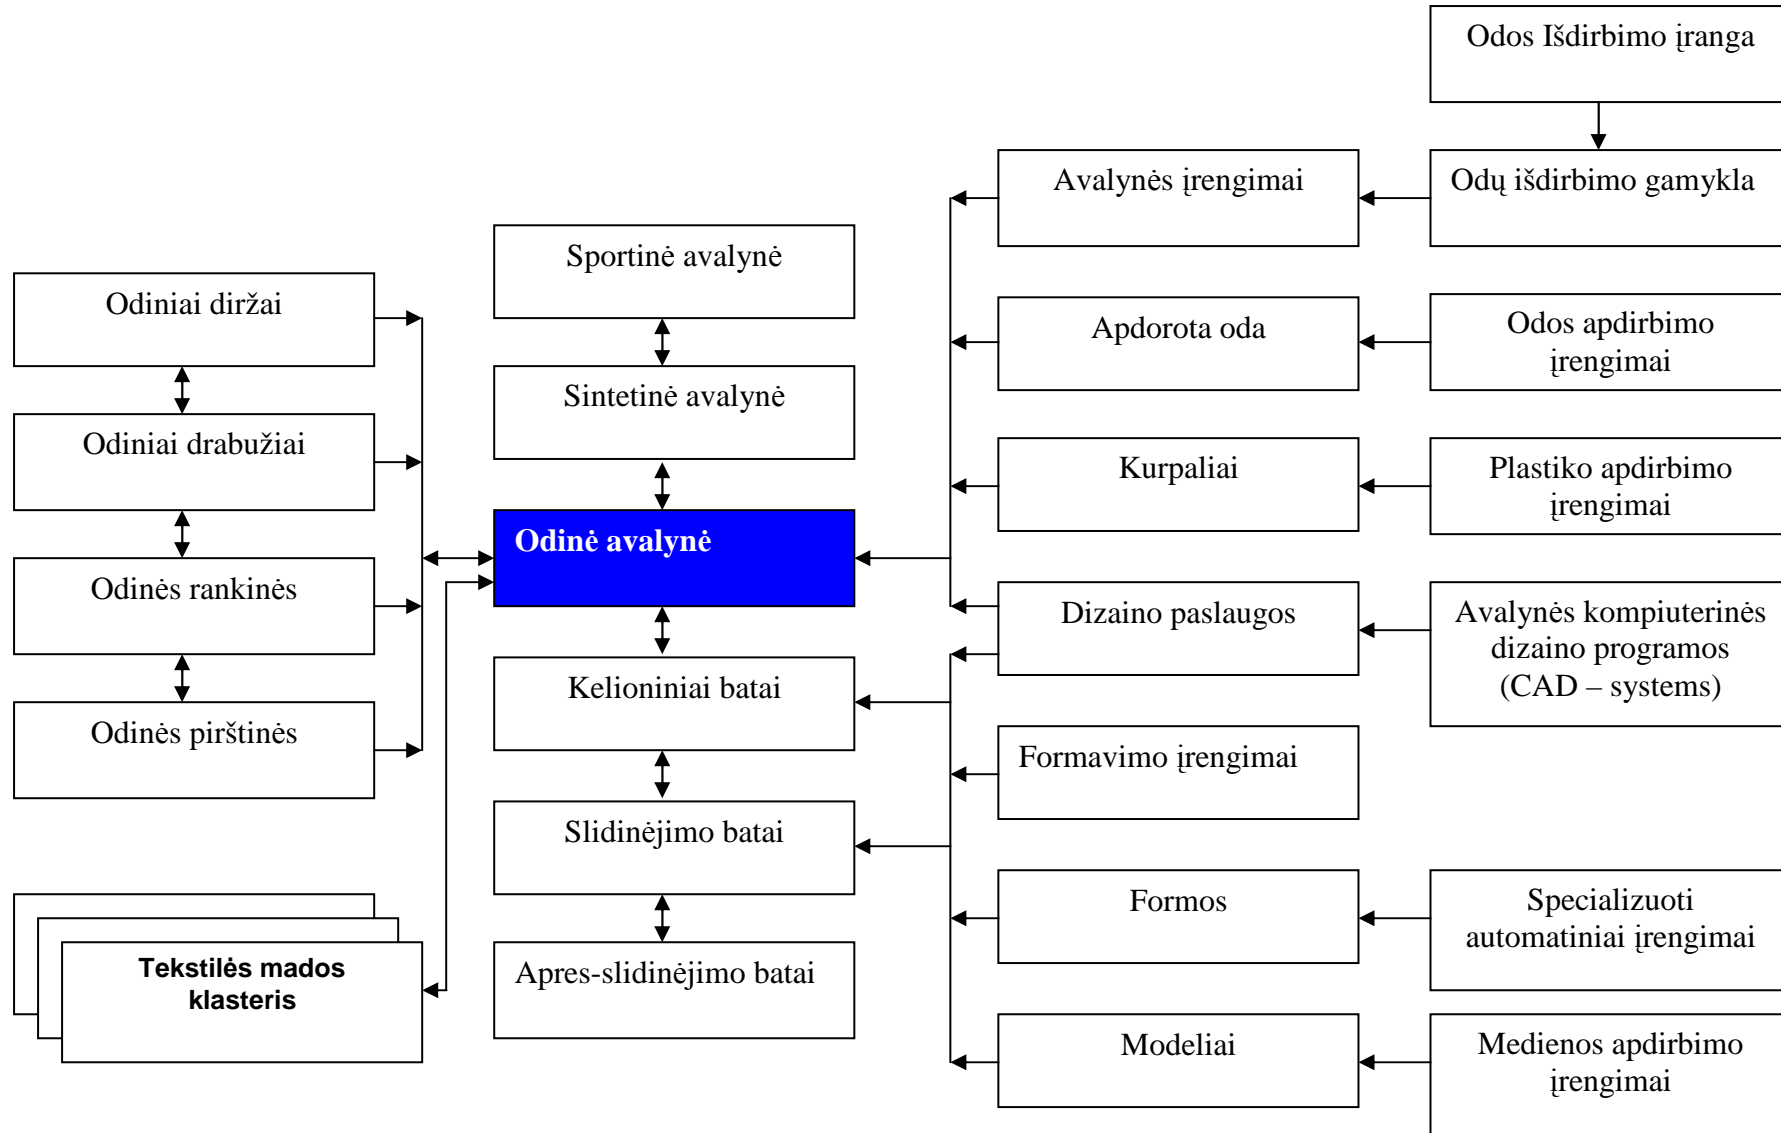 Odos Išdirbimo įranga
Avalynės įrengimai
Odų išdirbimo gamykla
Sportinė avalynė
Odiniai diržai
Apdorota oda
Odos apdirbimo
įrengimai
Sintetinė avalynė
Odiniai drabužiai
Kurpaliai
Plastiko apdirbimo
įrengimai
Odinė avalynė
Odinės rankinės
Dizaino paslaugos
Avalynės kompiuterinės
dizaino programos
(CAD – systems)
Kelioniniai batai
Odinės pirštinės
Formavimo įrengimai
Slidinėjimo batai
Formos
Specializuoti
automatiniai įrengimai
Tekstilės mados
klasteris
Apres-slidinėjimo batai
Modeliai
Medienos apdirbimo
įrengimai